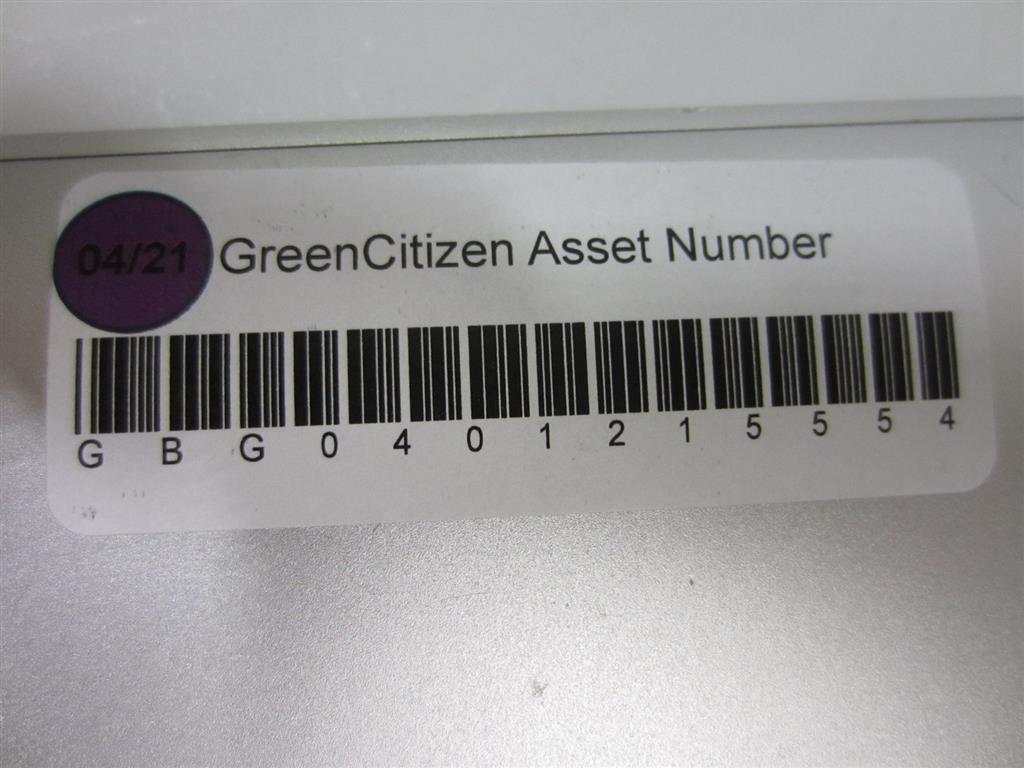 04/21 GreenCitizen Asset Number
G B G 0 4 0 1 2 1 5 5 5 4